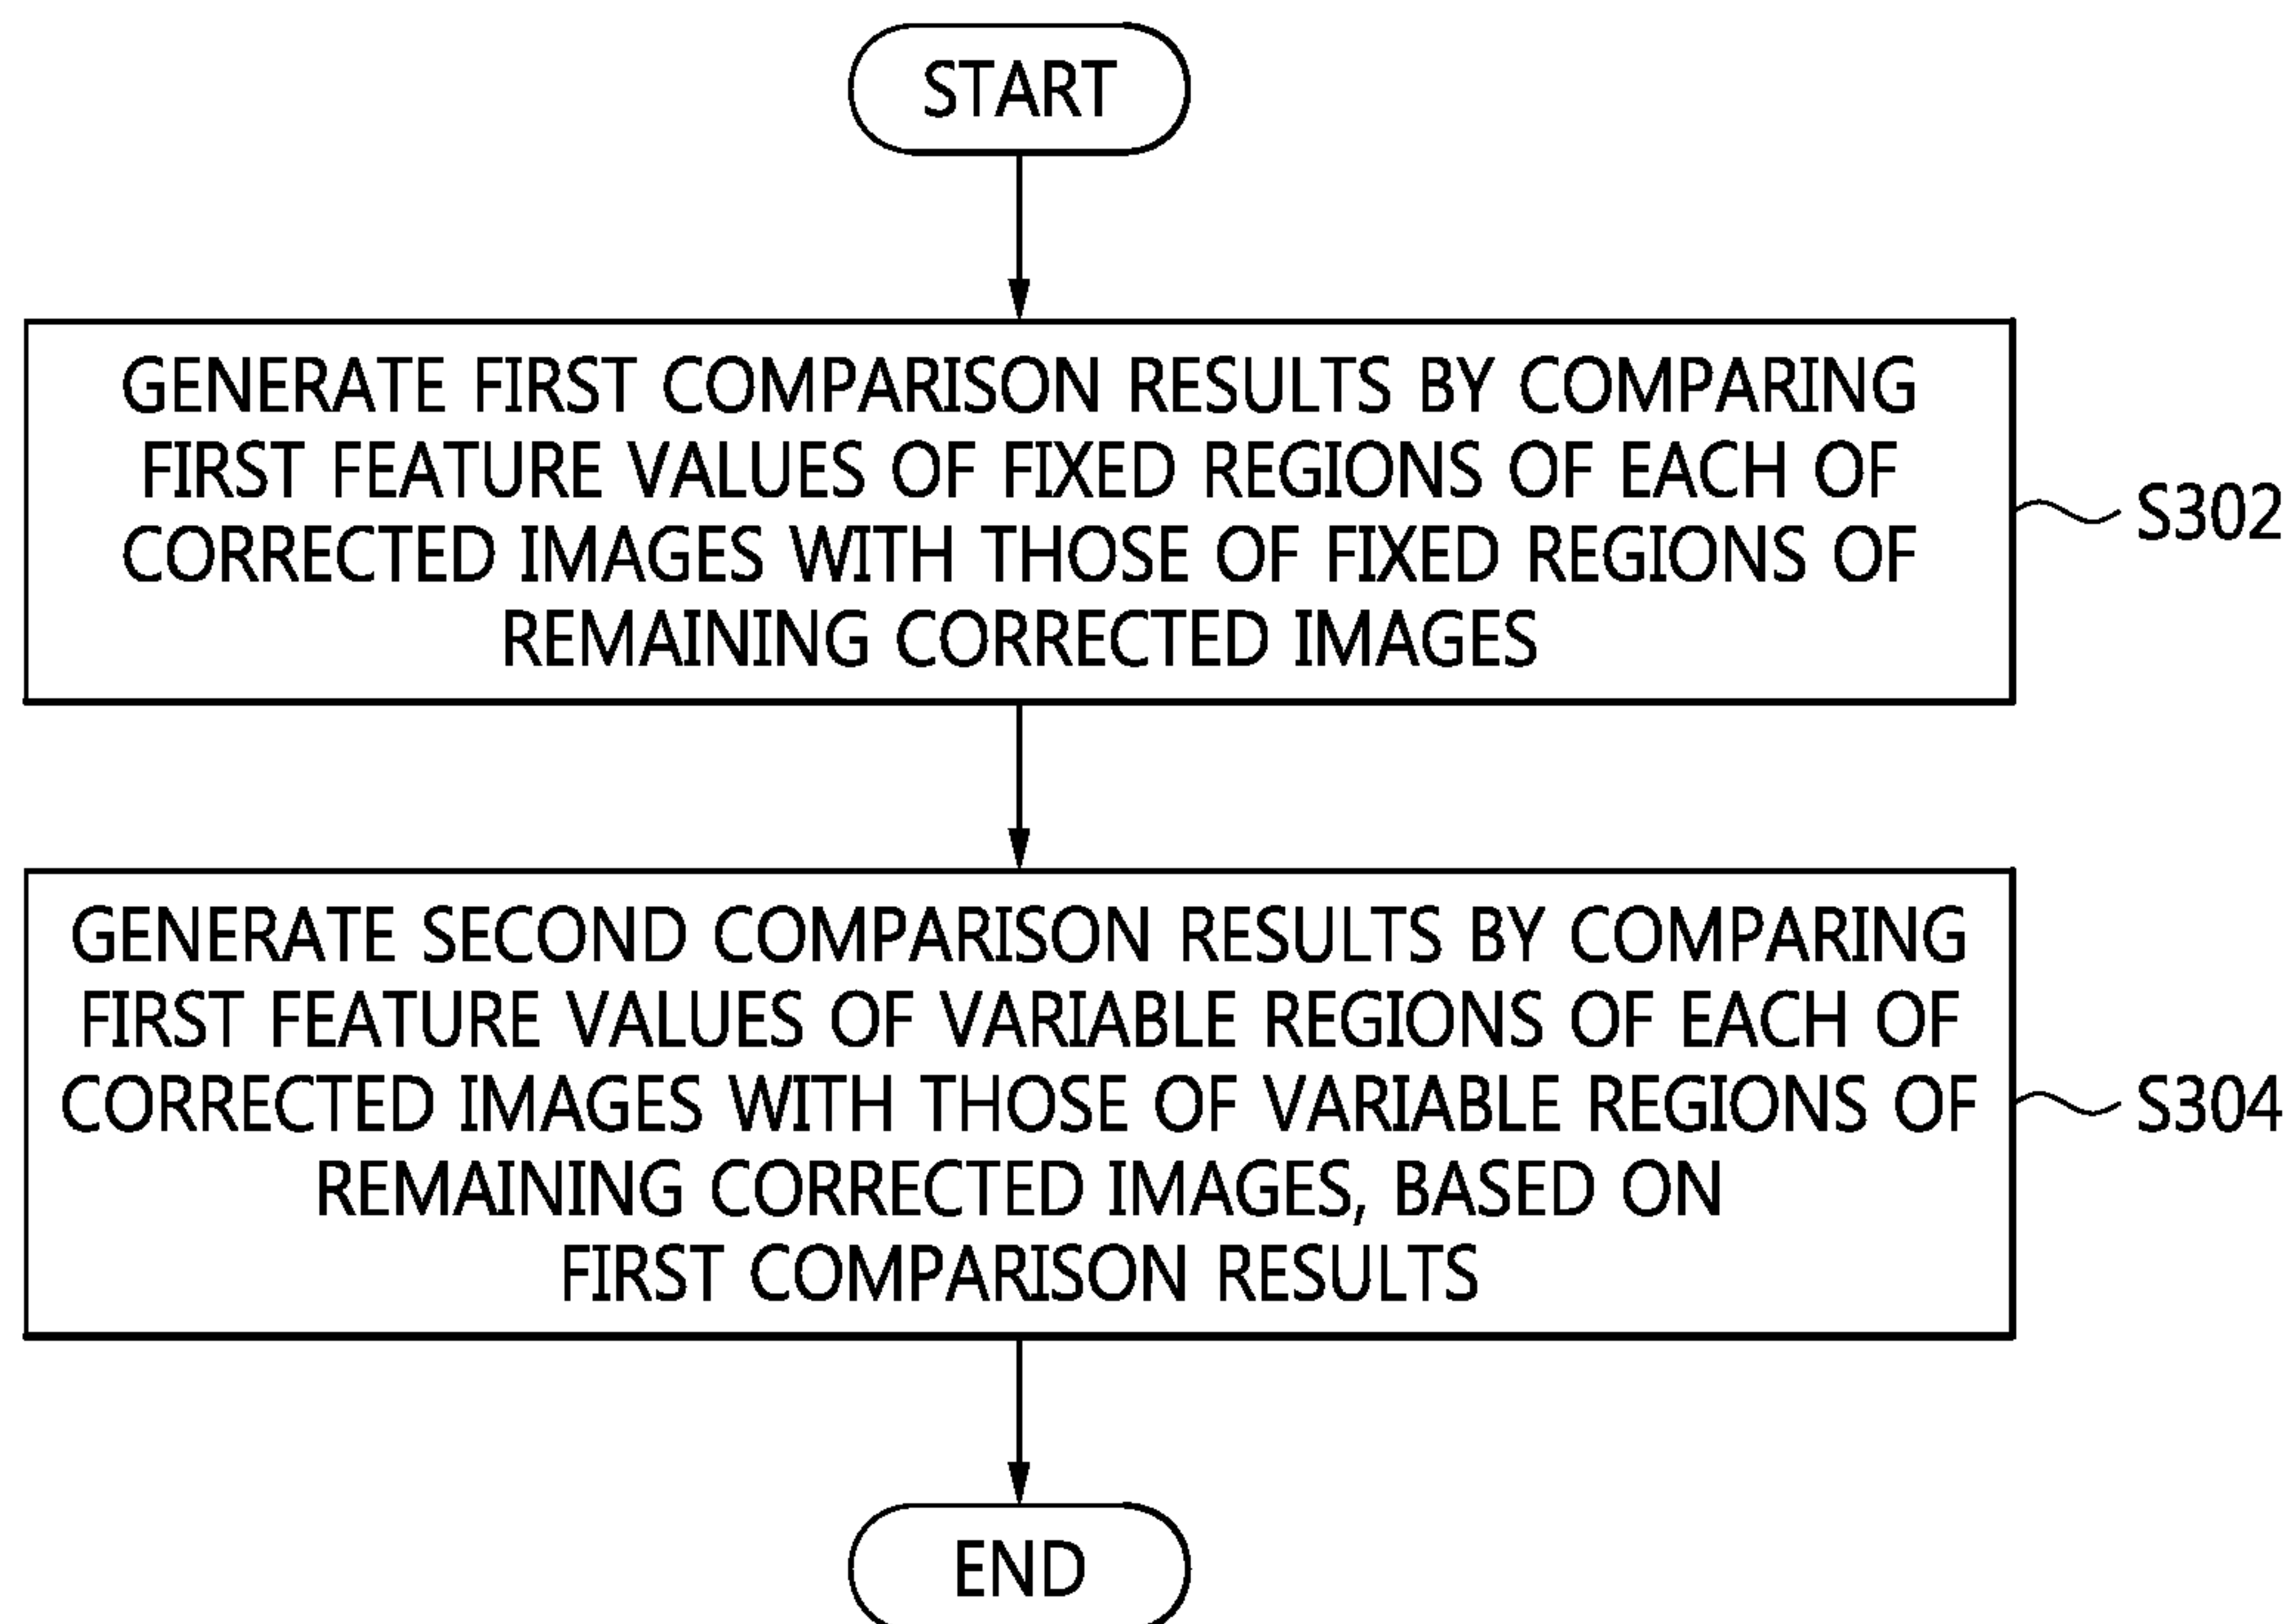 START
GENERATE FIRST COMPARISON RESULTS BY COMPARING
FIRST FEATURE VALUES OF FIXED REGIONS OF EACH OF
CORRECTED IMAGES WITH THOSE OF FIXED REGIONS OF
REMAINING CORRECTED IMAGES
S302
GENERATE SECOND COMPARISON RESULTS BY COMPARING
FIRST FEATURE VALUES OF VARIABLE REGIONS OF EACH OF
CORRECTED IMAGES WITH THOSE OF VARIABLE REGIONS OF
REMAINING CORRECTED IMAGES, BASED ON
FIRST COMPARISON RESULTS
S304
END